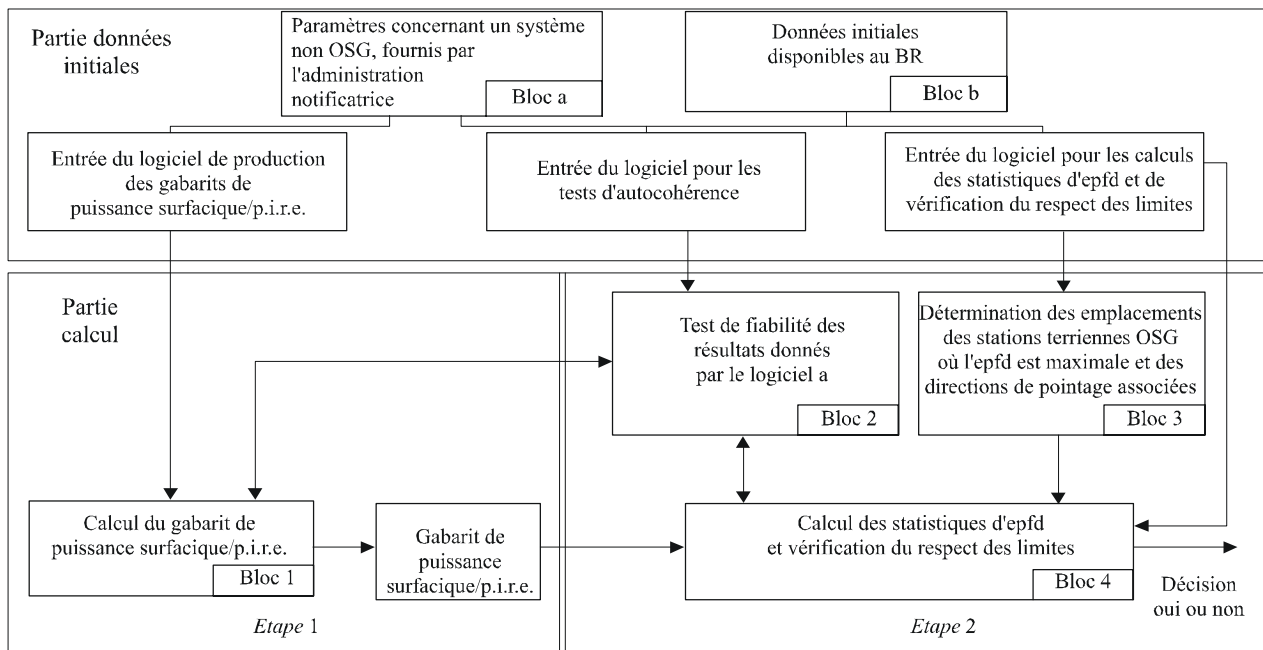 Partie données
initiales
Paramètres concernant un système
non OSG, fournis par
l'administration
notificatrice
Bloc a
Données initiales
disponibles au BR
Bloc b
Entrée du logiciel de production
des gabarits de
puissance surfacique/p.i.r.e.
Entrée du logiciel pour les
tests d'autocohérence
Entrée du logiciel pour les calculs
des statistiques d'epfd et de
vérification du respect des limites
Partie
calcul
Test de fiabilité des
résultats donnés
par le logiciel a
Bloc 2
Détermination des emplacements
des stations terriennes OSG
où l'epfd est maximale et des
directions de pointage associées
Bloc 3
Calcul du gabarit de
puissance surfacique/p.i.r.e.
Bloc 1
Gabarit de
puissance
surfacique/p.i.r.e.
Calcul des statistiques d'epfd
et vérification du respect des limites
Bloc 4
Décision
oui ou non
Etape 1
Etape 2